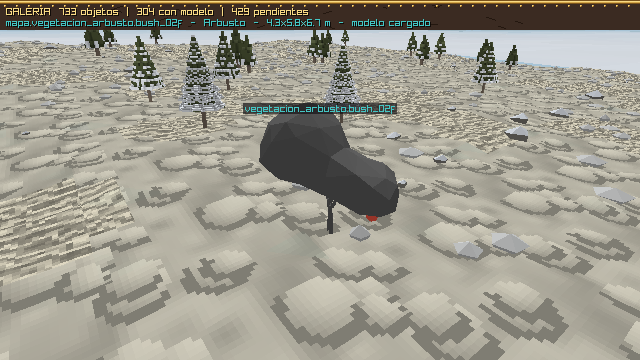 GALERIA 733 objetos | 304 con modelo | 429 pendientes
mapa.vegetacion_arbusto.bush_02f - Arbusto - 4.3x5.8x6.7 m - modelo cargado
vegetacion_arbusto.bush_02f